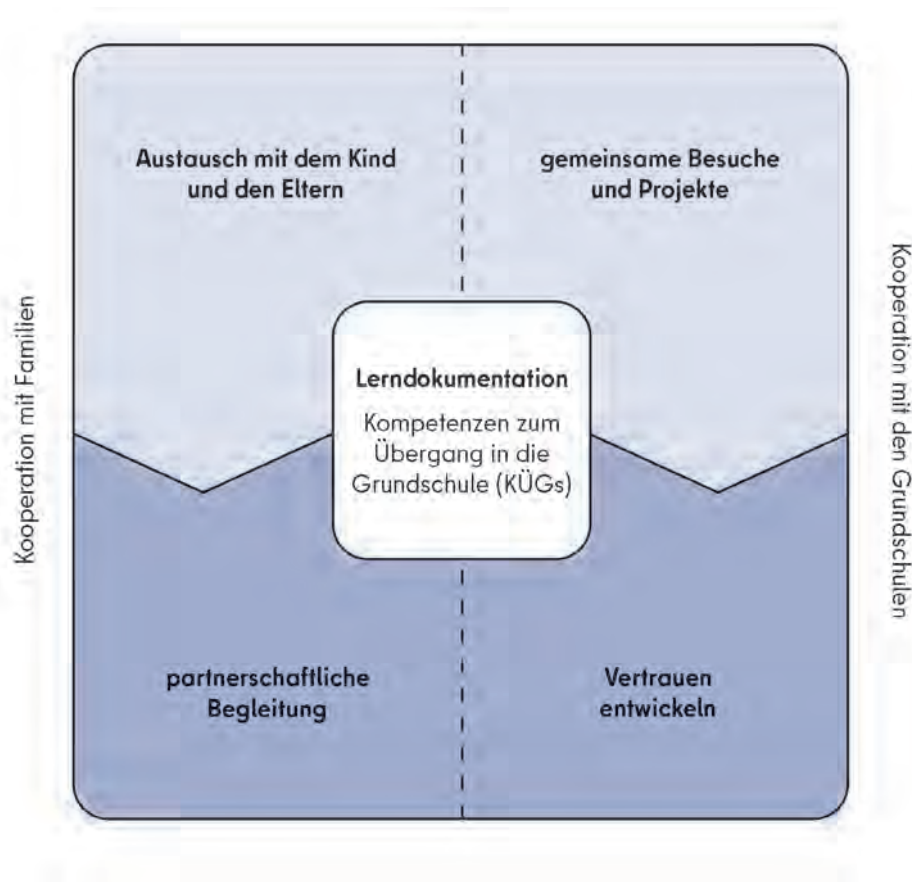 Austausch mit dem Kind
und den Eltern
gemeinsame Besuche
und Projekte
Kooperation mit Familien
Lerndokumentation
Kompetenzen zum
Übergang in die
Grundschule (KÜGs)
Kooperation mit den Grundschulen
partnerschaftliche
Begleitung
Vertrauen
entwickeln